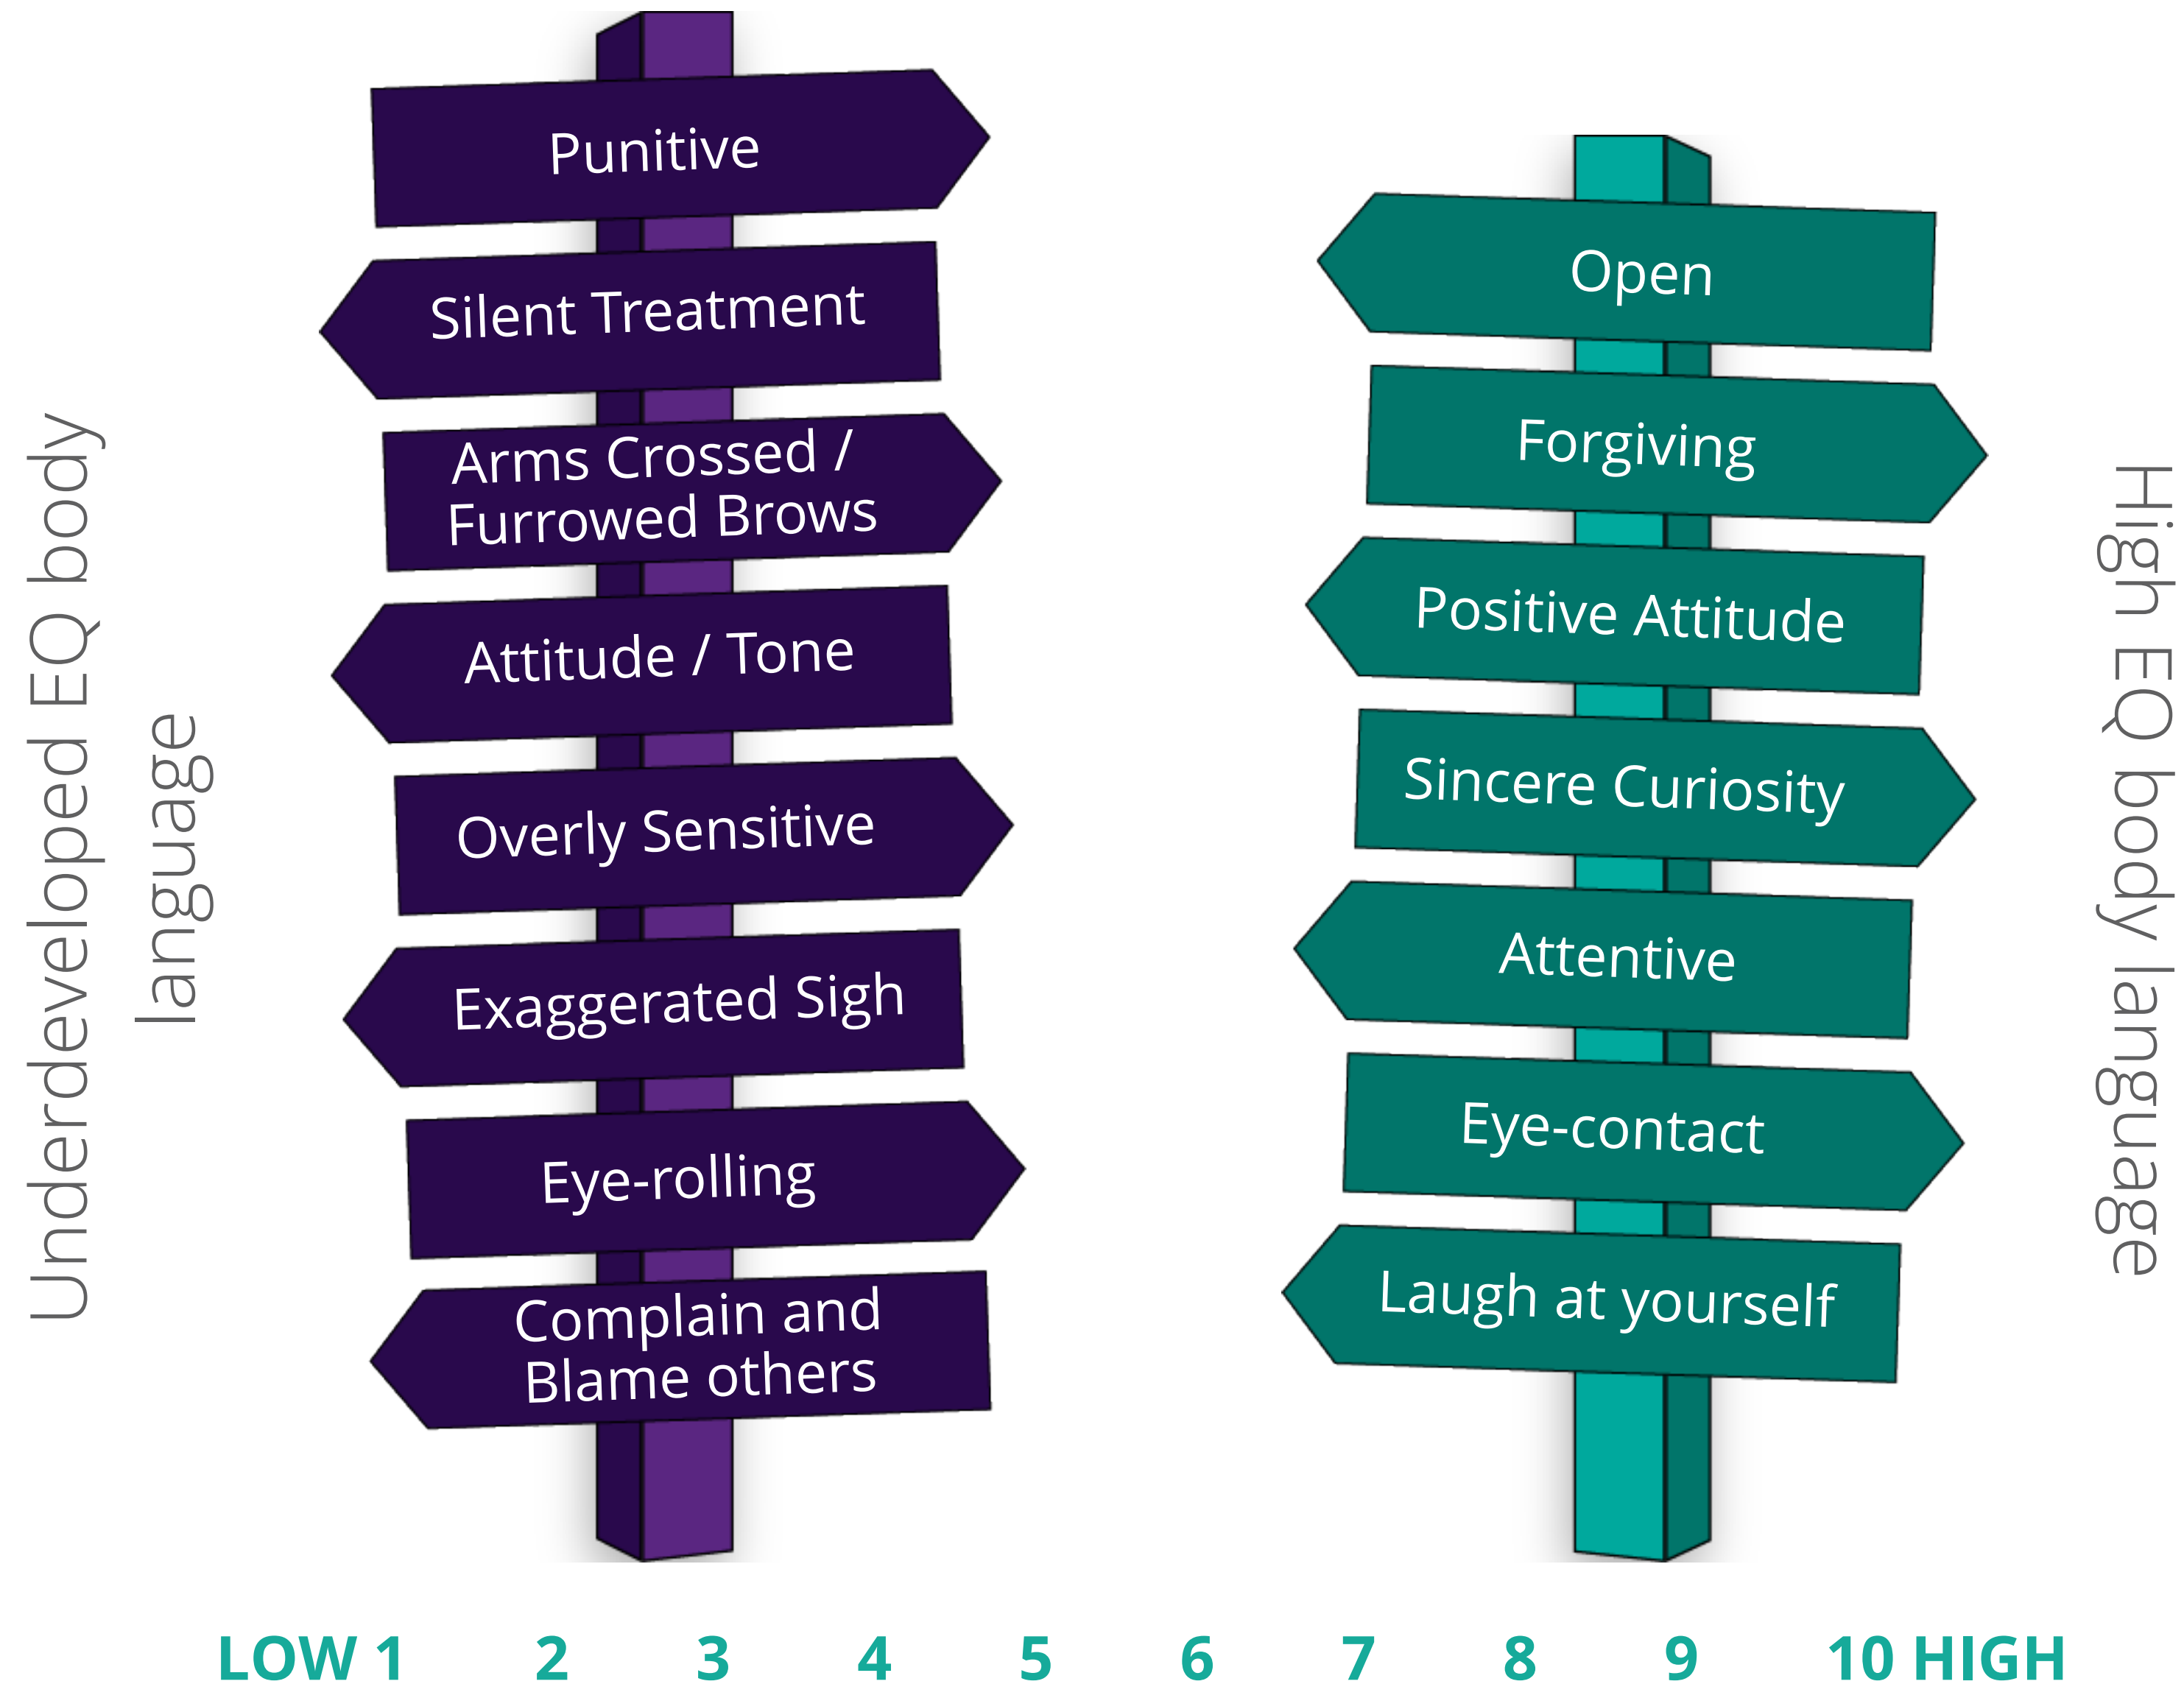 Underdeveloped EQ body
language
Punitive
Silent Treatment
Arms Crossed /
Furrowed Brows
Attitude / Tone
Overly Sensitive
Exaggerated Sigh
Eye-rolling
Complain and
Blame others
Open
Forgiving
Positive Attitude
Sincere Curiosity
Attentive
Eye-contact
Laugh at yourself
High EQ body language
LOW 1 2 3 4 5 6 7 8 9 10 HIGH